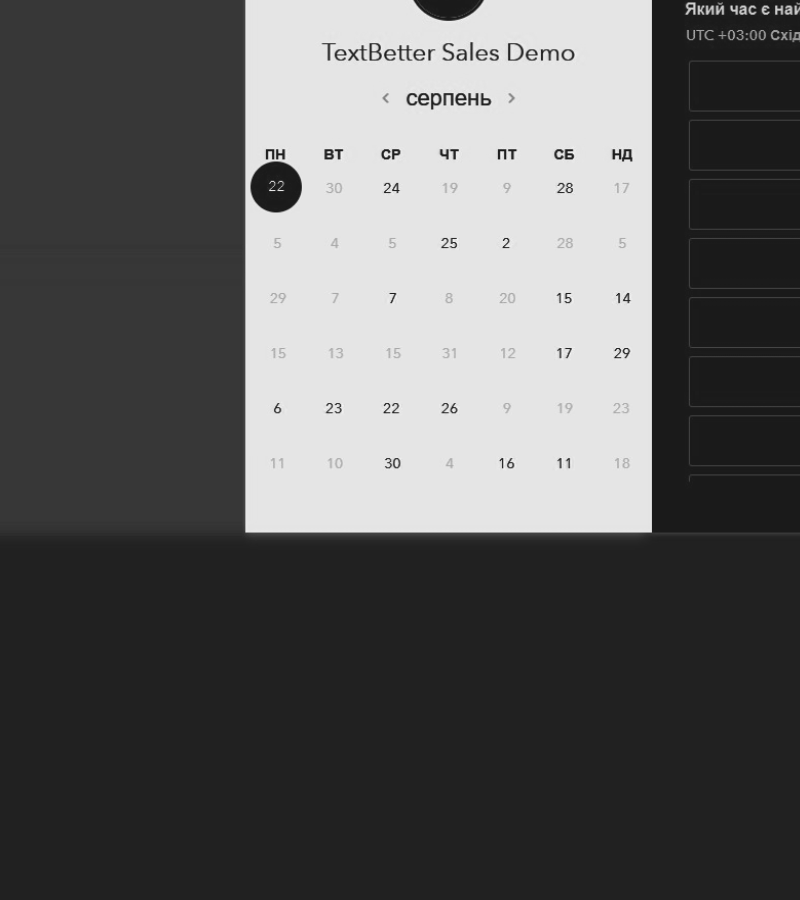 TextBetter Sales Demo
серпень
ПН ВТ СР ЧТ ПТ СБ НД
22 30 24 19 9 28 17
5 4 5 25 2 28 5
29 7 7 8 20 15 14
15 13 15 31 12 17 29
6 23 22 26 9 19 23
11 10 30 4 16 11 18
Який час є най
UTC +03:00 Схід